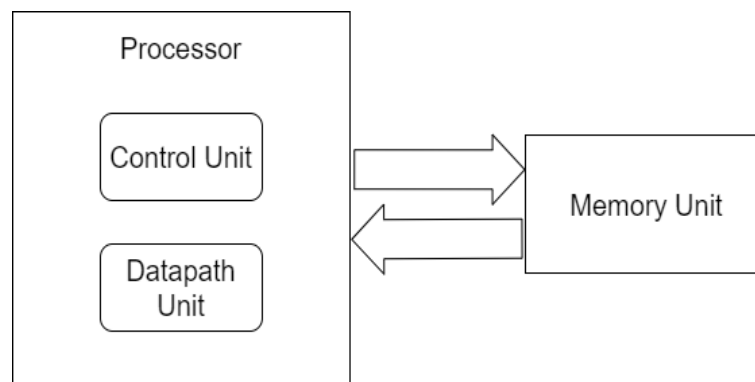 Processor
Control Unit
Memory Unit
Datapath
Unit